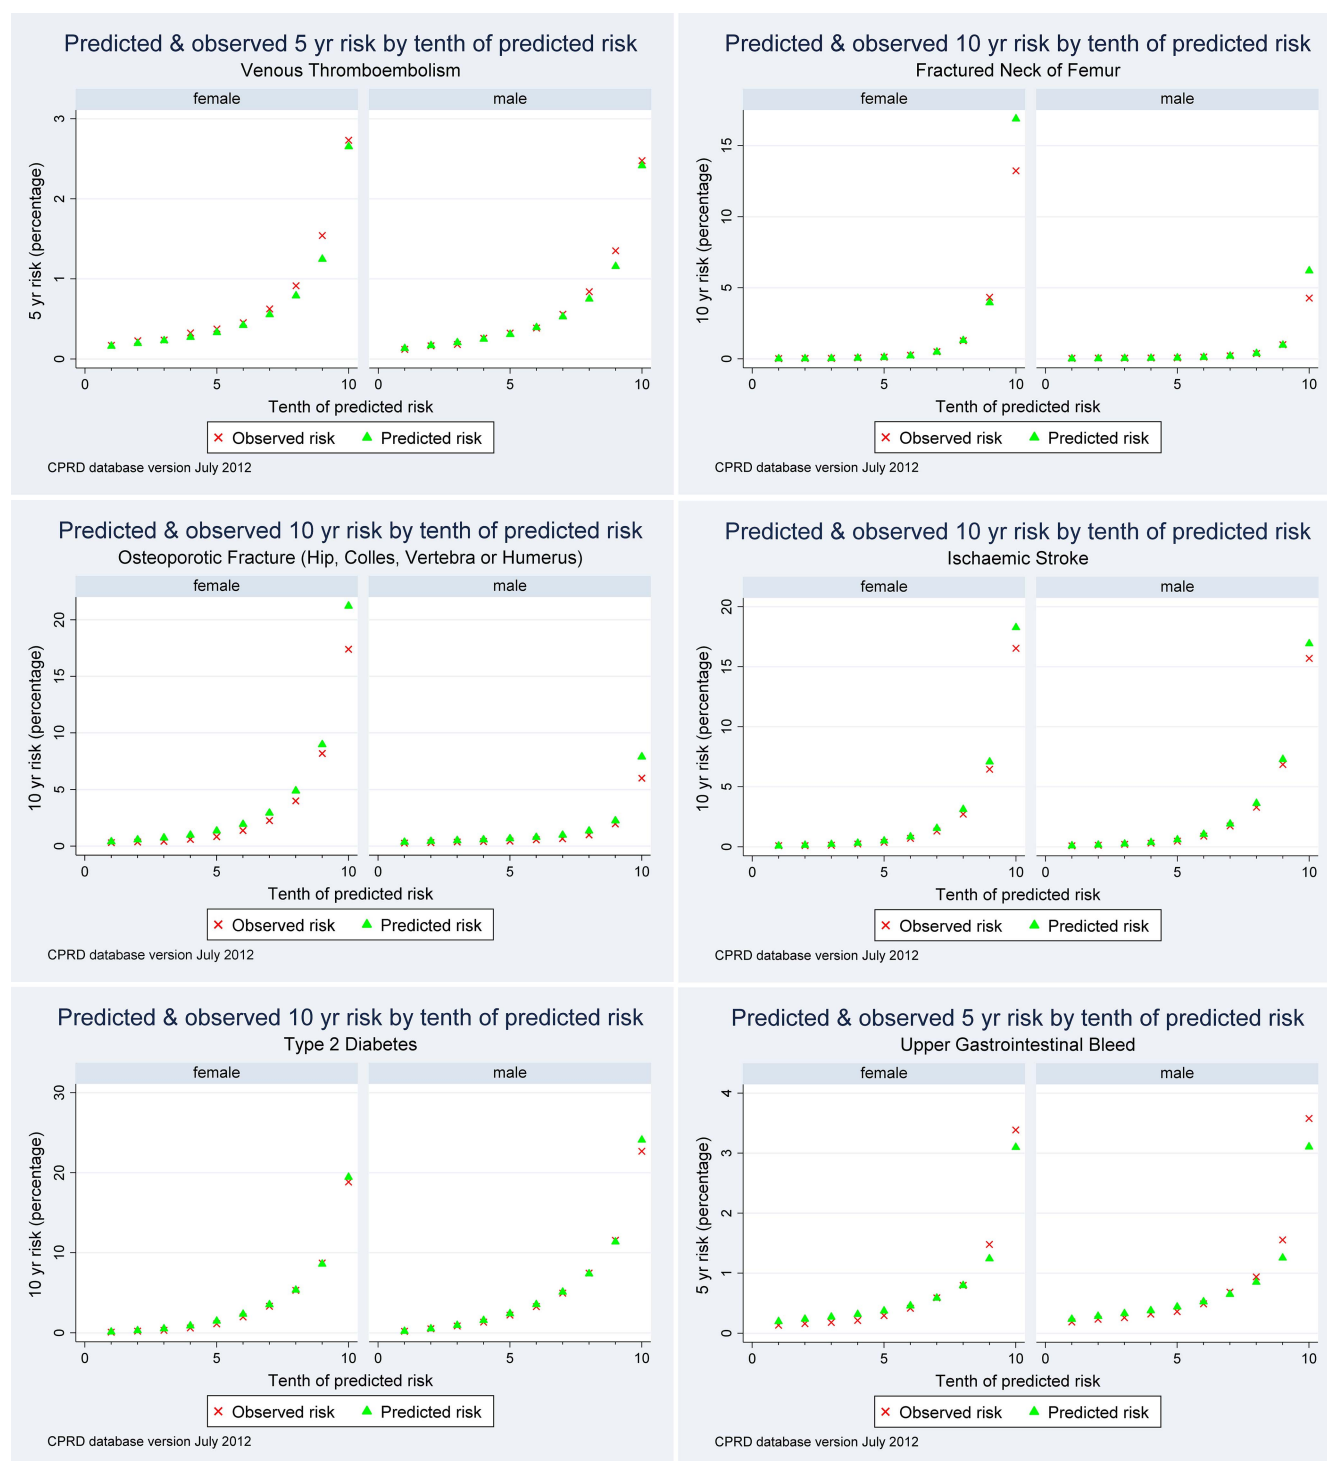 Predicted & observed 5 yr risk by tenth of predicted risk
Venous Thromboembolism
female male
5 yr risk (percentage)
3
2
1
0
0 5 10 0 5 10
Tenth of predicted risk
Observed risk Predicted risk
CPRD database version July 2012
Predicted & observed 10 yr risk by tenth of predicted risk
Fractured Neck of Femur
female male
10 yr risk (percentage)
15
10
5
0
0 5 10 0 5 10
Tenth of predicted risk
Observed risk Predicted risk
CPRD database version July 2012
Predicted & observed 10 yr risk by tenth of predicted risk
Osteoporotic Fracture (Hip, Colles, Vertebra or Humerus)
female male
10 yr risk (percentage)
20
15
10
5
0
0 5 10 0 5 10
Tenth of predicted risk
Observed risk Predicted risk
CPRD database version July 2012
Predicted & observed 10 yr risk by tenth of predicted risk
Ischaemic Stroke
female male
10 yr risk (percentage)
20
15
10
5
0
0 5 10 0 5 10
Tenth of predicted risk
Observed risk Predicted risk
CPRD database version July 2012
Predicted & observed 10 yr risk by tenth of predicted risk
Type 2 Diabetes
female male
10 yr risk (percentage)
30
20
10
0
0 5 10 0 5 10
Tenth of predicted risk
Observed risk Predicted risk
CPRD database version July 2012
Predicted & observed 5 yr risk by tenth of predicted risk
Upper Gastrointestinal Bleed
female male
5 yr risk (percentage)
4
3
2
1
0
0 5 10 0 5 10
Tenth of predicted risk
Observed risk Predicted risk
CPRD database version July 2012